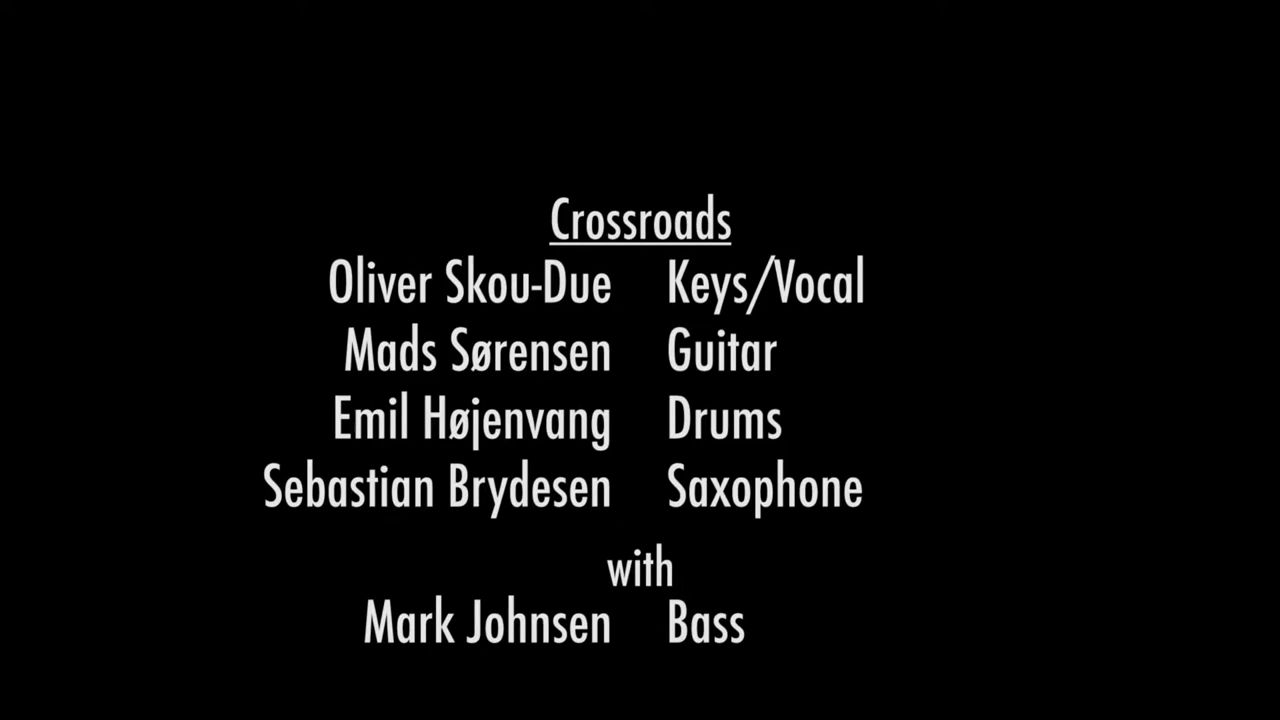 Crossroads
Oliver Skou-Due Keys/Vocal
Mads Sørensen Guitar
Emil Højenvang Drums
Sebastian Brydesen Saxophone
with
Mark Johnsen Bass